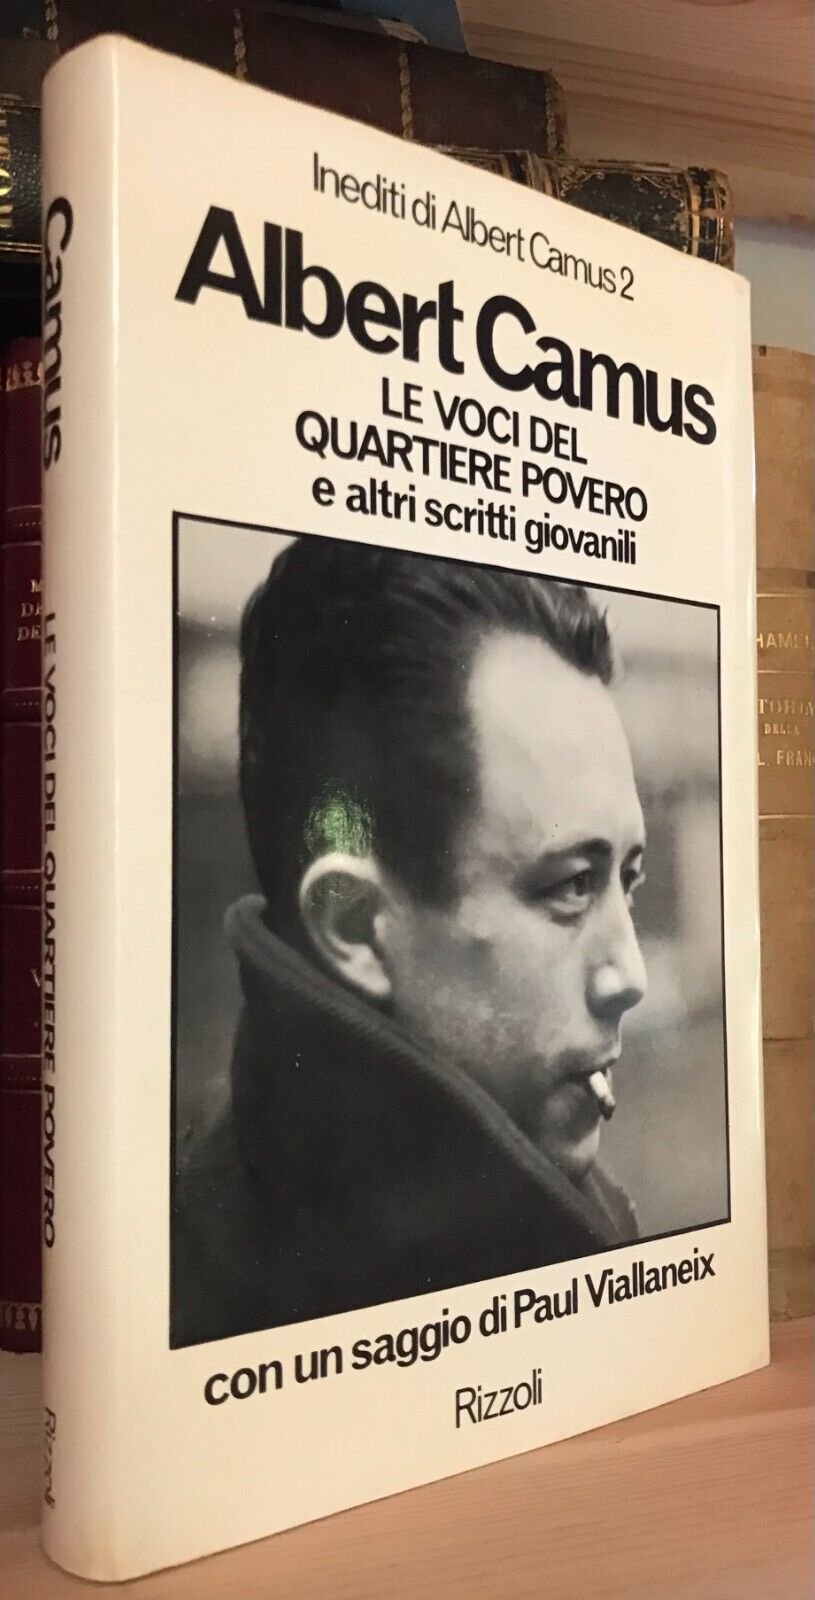 Inediti di Albert Camus 2
Albert Camus
LE VOCI DEL
QUARTIERE POVERO
e altri scritti giovanili
con un saggio di Paul Viallaneix
Rizzoli
Camus
LE VOCI DEL QUARTIERE POVERO
Rizzoli
DELLA